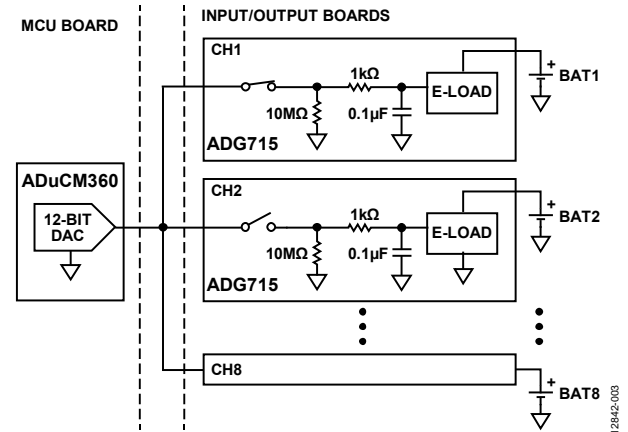 MCU BOARD
INPUT/OUTPUT BOARDS
CH1
1kΩ
10MΩ
0.1µF
E-LOAD
+
BAT1
ADG715
ADuCM360
12-BIT
DAC
CH2
1kΩ
10MΩ
0.1µF
E-LOAD
+
BAT2
ADG715
CH8
+
BAT8
12842-003